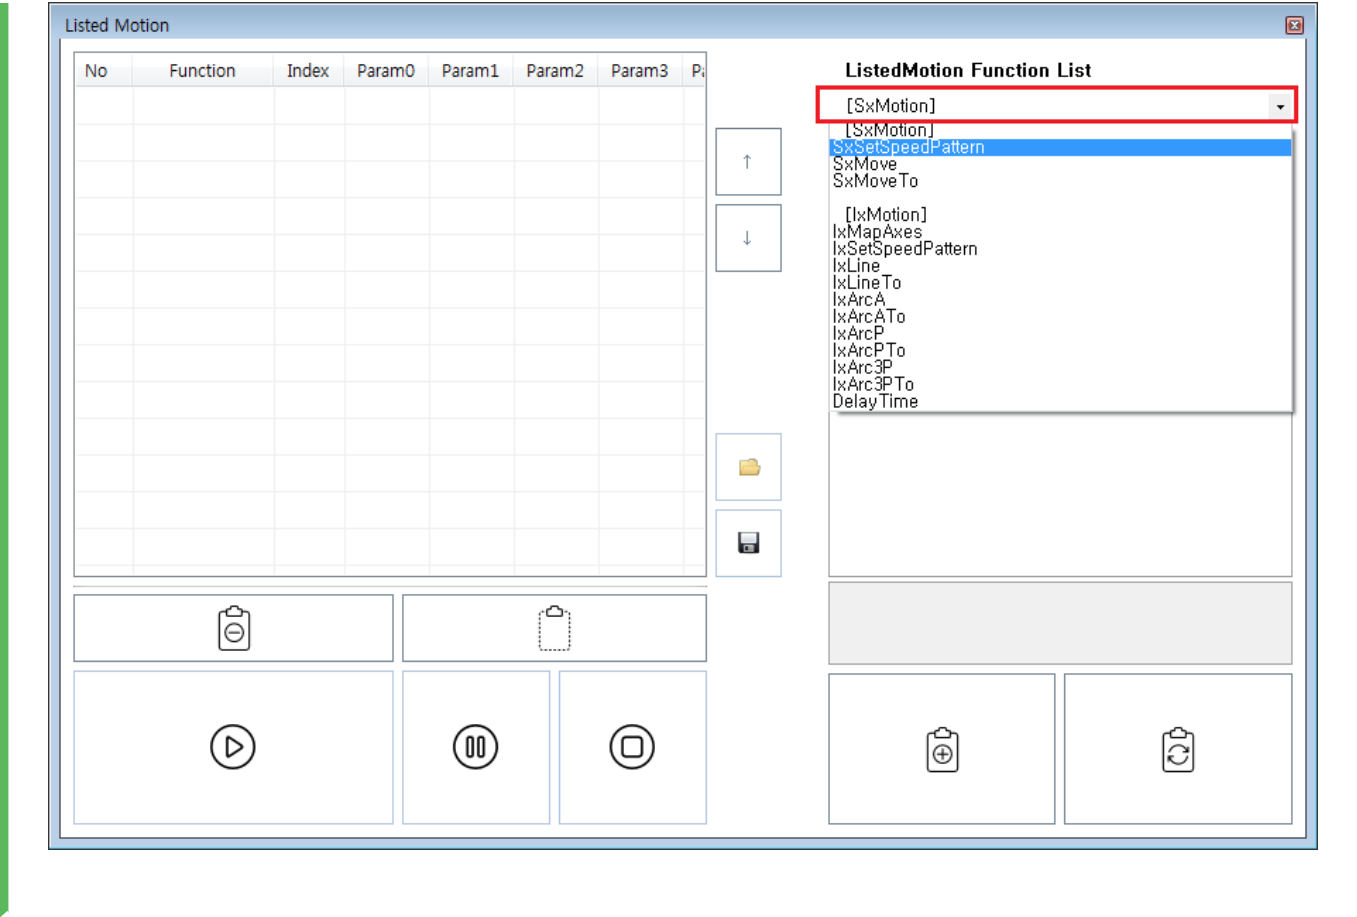 Listed Motion
No Function Index Param0 Param1 Param2 Param3
ListedMotion Function List
[SxMotion]
[SxMotion]
SxSetSpeedPattern
SxMove
SxMoveTo
[IxMotion]
IxMapAxes
IxSetSpeedPattern
IxLine
IxLineTo
IxArcA
IxArcATo
IxArcP
IxArcPTo
IxArc3P
IxArc3PTo
DelayTime